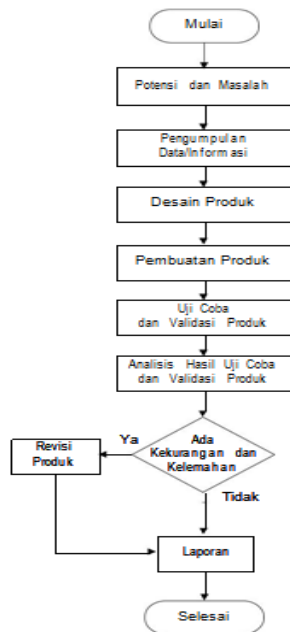 Mulai
Potensi dan Masalah
Pengumpulan
Data/Informasi
Desain Produk
Pembuatan Produk
Uji Coba
dan Validasi Produk
Analisis Hasil Uji Coba
dan Validasi Produk
Ada
Kekurangan dan
Kelemahan
Ya
Revisi
Produk
Tidak
Laporan
Selesai